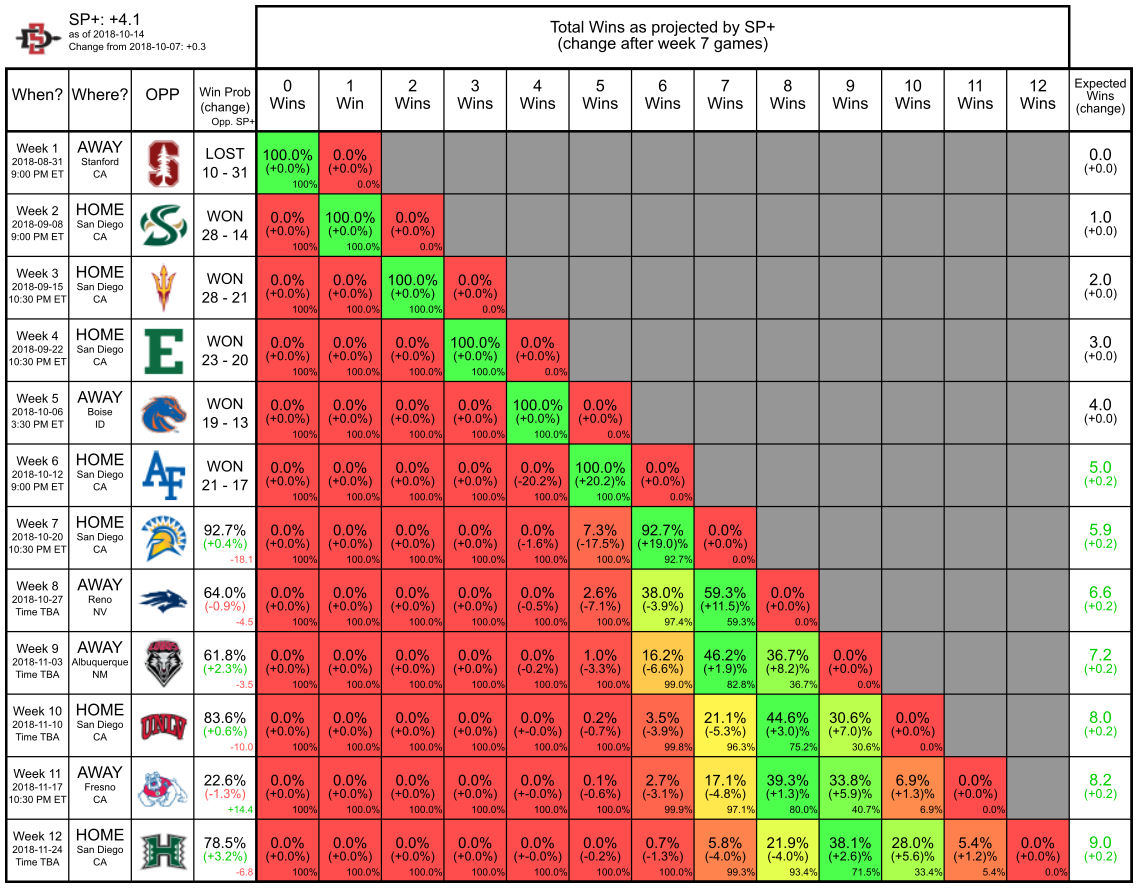 SP+: +4.1
as of 2018-10-14
Change from 2018-10-07: +0.3
Total Wins as projected by SP+
(change after week 7 games)
When? Where? OPP Win Prob (change) Opp. SP+ 0 Wins 1 Win 2 Wins 3 Wins 4 Wins 5 Wins 6 Wins 7 Wins 8 Wins 9 Wins 10 Wins 11 Wins 12 Wins Expected Wins (change)
Week 1 AWAY S LOST 100.0% 0.0% 0.0
2018-08-31 Stanford 10 - 31 (+0.0%) (+0.0%) (+0.0)
9:00 PM ET CA 100% 0.0%
Week 2 HOME S WON 0.0% 100.0% 0.0% 1.0
2018-09-08 San Diego 28 - 14 (+0.0%) (+0.0%) (+0.0%) (+0.0)
9:00 PM ET CA 100% 100.0% 0.0%
Week 3 HOME WON 0.0% 0.0% 100.0% 0.0% 2.0
2018-09-15 San Diego 28 - 21 (+0.0%) (+0.0%) (+0.0%) (+0.0%) (+0.0)
10:30 PM ET CA 100% 100.0% 100.0% 0.0%
Week 4 HOME E WON 0.0% 0.0% 0.0% 100.0% 0.0% 3.0
2018-09-22 San Diego 23 - 20 (+0.0%) (+0.0%) (+0.0%) (+0.0%) (+0.0%) (+0.0)
10:30 PM ET CA 100% 100.0% 100.0% 100.0% 0.0%
Week 5 AWAY WON 0.0% 0.0% 0.0% 0.0% 100.0% 0.0% 4.0
2018-10-06 Boise 19 - 13 (+0.0%) (+0.0%) (+0.0%) (+0.0%) (+0.0%) (+0.0%) (+0.0)
3:30 PM ET ID 100% 100.0% 100.0% 100.0% 100.0% 0.0%
Week 6 HOME AF WON 0.0% 0.0% 0.0% 0.0% 0.0% 100.0% 0.0% 5.0
2018-10-12 San Diego 21 - 17 (+0.0%) (+0.0%) (+0.0%) (+0.0%) (-20.2%) (+20.2)% (+0.0%) (+0.2)
9:00 PM ET CA 100% 100.0% 100.0% 100.0% 100.0% 100.0% 0.0%
Week 7 HOME 92.7% 0.0% 0.0% 0.0% 0.0% 0.0% 7.3% 92.7% 0.0% 5.9
2018-10-20 San Diego (+0.4%) (+0.0%) (+0.0%) (+0.0%) (+0.0%) (-1.6%) (-17.5%) (+19.0)% (+0.0%) (+0.2)
10:30 PM ET CA -18.1 100% 100.0% 100.0% 100.0% 100.0% 100.0% 92.7% 0.0%
Week 8 AWAY 64.0% 0.0% 0.0% 0.0% 0.0% 0.0% 2.6% 38.0% 59.3% 0.0% 6.6
2018-10-27 Reno (-0.9%) (+0.0%) (+0.0%) (+0.0%) (+0.0%) (-0.5%) (-7.1%) (-3.9%) (+11.5)% (+0.0%) (+0.2)
Time TBA NV -4.5 100% 100.0% 100.0% 100.0% 100.0% 100.0% 97.4% 59.3% 0.0%
Week 9 AWAY 61.8% 0.0% 0.0% 0.0% 0.0% 0.0% 1.0% 16.2% 46.2% 36.7% 0.0% 7.2
2018-11-03 Albuquerque (+2.3%) (+0.0%) (+0.0%) (+0.0%) (+0.0%) (-0.2%) (-3.3%) (-6.6%) (+1.9)% (+8.2)% (+0.0%) (+0.2)
Time TBA NM -3.5 100% 100.0% 100.0% 100.0% 100.0% 100.0% 99.0% 82.8% 36.7% 0.0%
Week 10 HOME UNLV 83.6% 0.0% 0.0% 0.0% 0.0% 0.0% 0.2% 3.5% 21.1% 44.6% 30.6% 0.0% 8.0
2018-11-10 San Diego (+0.6%) (+0.0%) (+0.0%) (+0.0%) (+0.0%) (+-0.0%) (-0.7%) (-3.9%) (-5.3%) (+3.0)% (+7.0)% (+0.0%) (+0.2)
Time TBA CA -10.0 100% 100.0% 100.0% 100.0% 100.0% 100.0% 99.8% 96.3% 75.2% 30.6% 0.0%
Week 11 AWAY 22.6% 0.0% 0.0% 0.0% 0.0% 0.0% 0.1% 2.7% 17.1% 39.3% 33.8% 6.9% 0.0% 8.2
2018-11-17 Fresno (-1.3%) (+0.0%) (+0.0%) (+0.0%) (+0.0%) (+-0.0%) (-0.6%) (-3.1%) (-4.8%) (+1.3)% (+5.9)% (+1.3)% (+0.0%) (+0.2)
10:30 PM ET CA +14.4 100% 100.0% 100.0% 100.0% 100.0% 100.0% 99.9% 97.1% 80.0% 40.7% 6.9% 0.0%
Week 12 HOME H 78.5% 0.0% 0.0% 0.0% 0.0% 0.0% 0.0% 0.7% 5.8% 21.9% 38.1% 28.0% 5.4% 0.0% 9.0
2018-11-24 San Diego (+3.2%) (+0.0%) (+0.0%) (+0.0%) (+0.0%) (+-0.0%) (-0.2%) (-1.3%) (-4.0%) (-4.0%) (+2.6)% (+5.6)% (+1.2)% (+0.0%) (+0.2)
Time TBA CA -6.8 100% 100.0% 100.0% 100.0% 100.0% 100.0% 100.0% 99.3% 93.4% 71.5% 33.4% 5.4% 0.0%